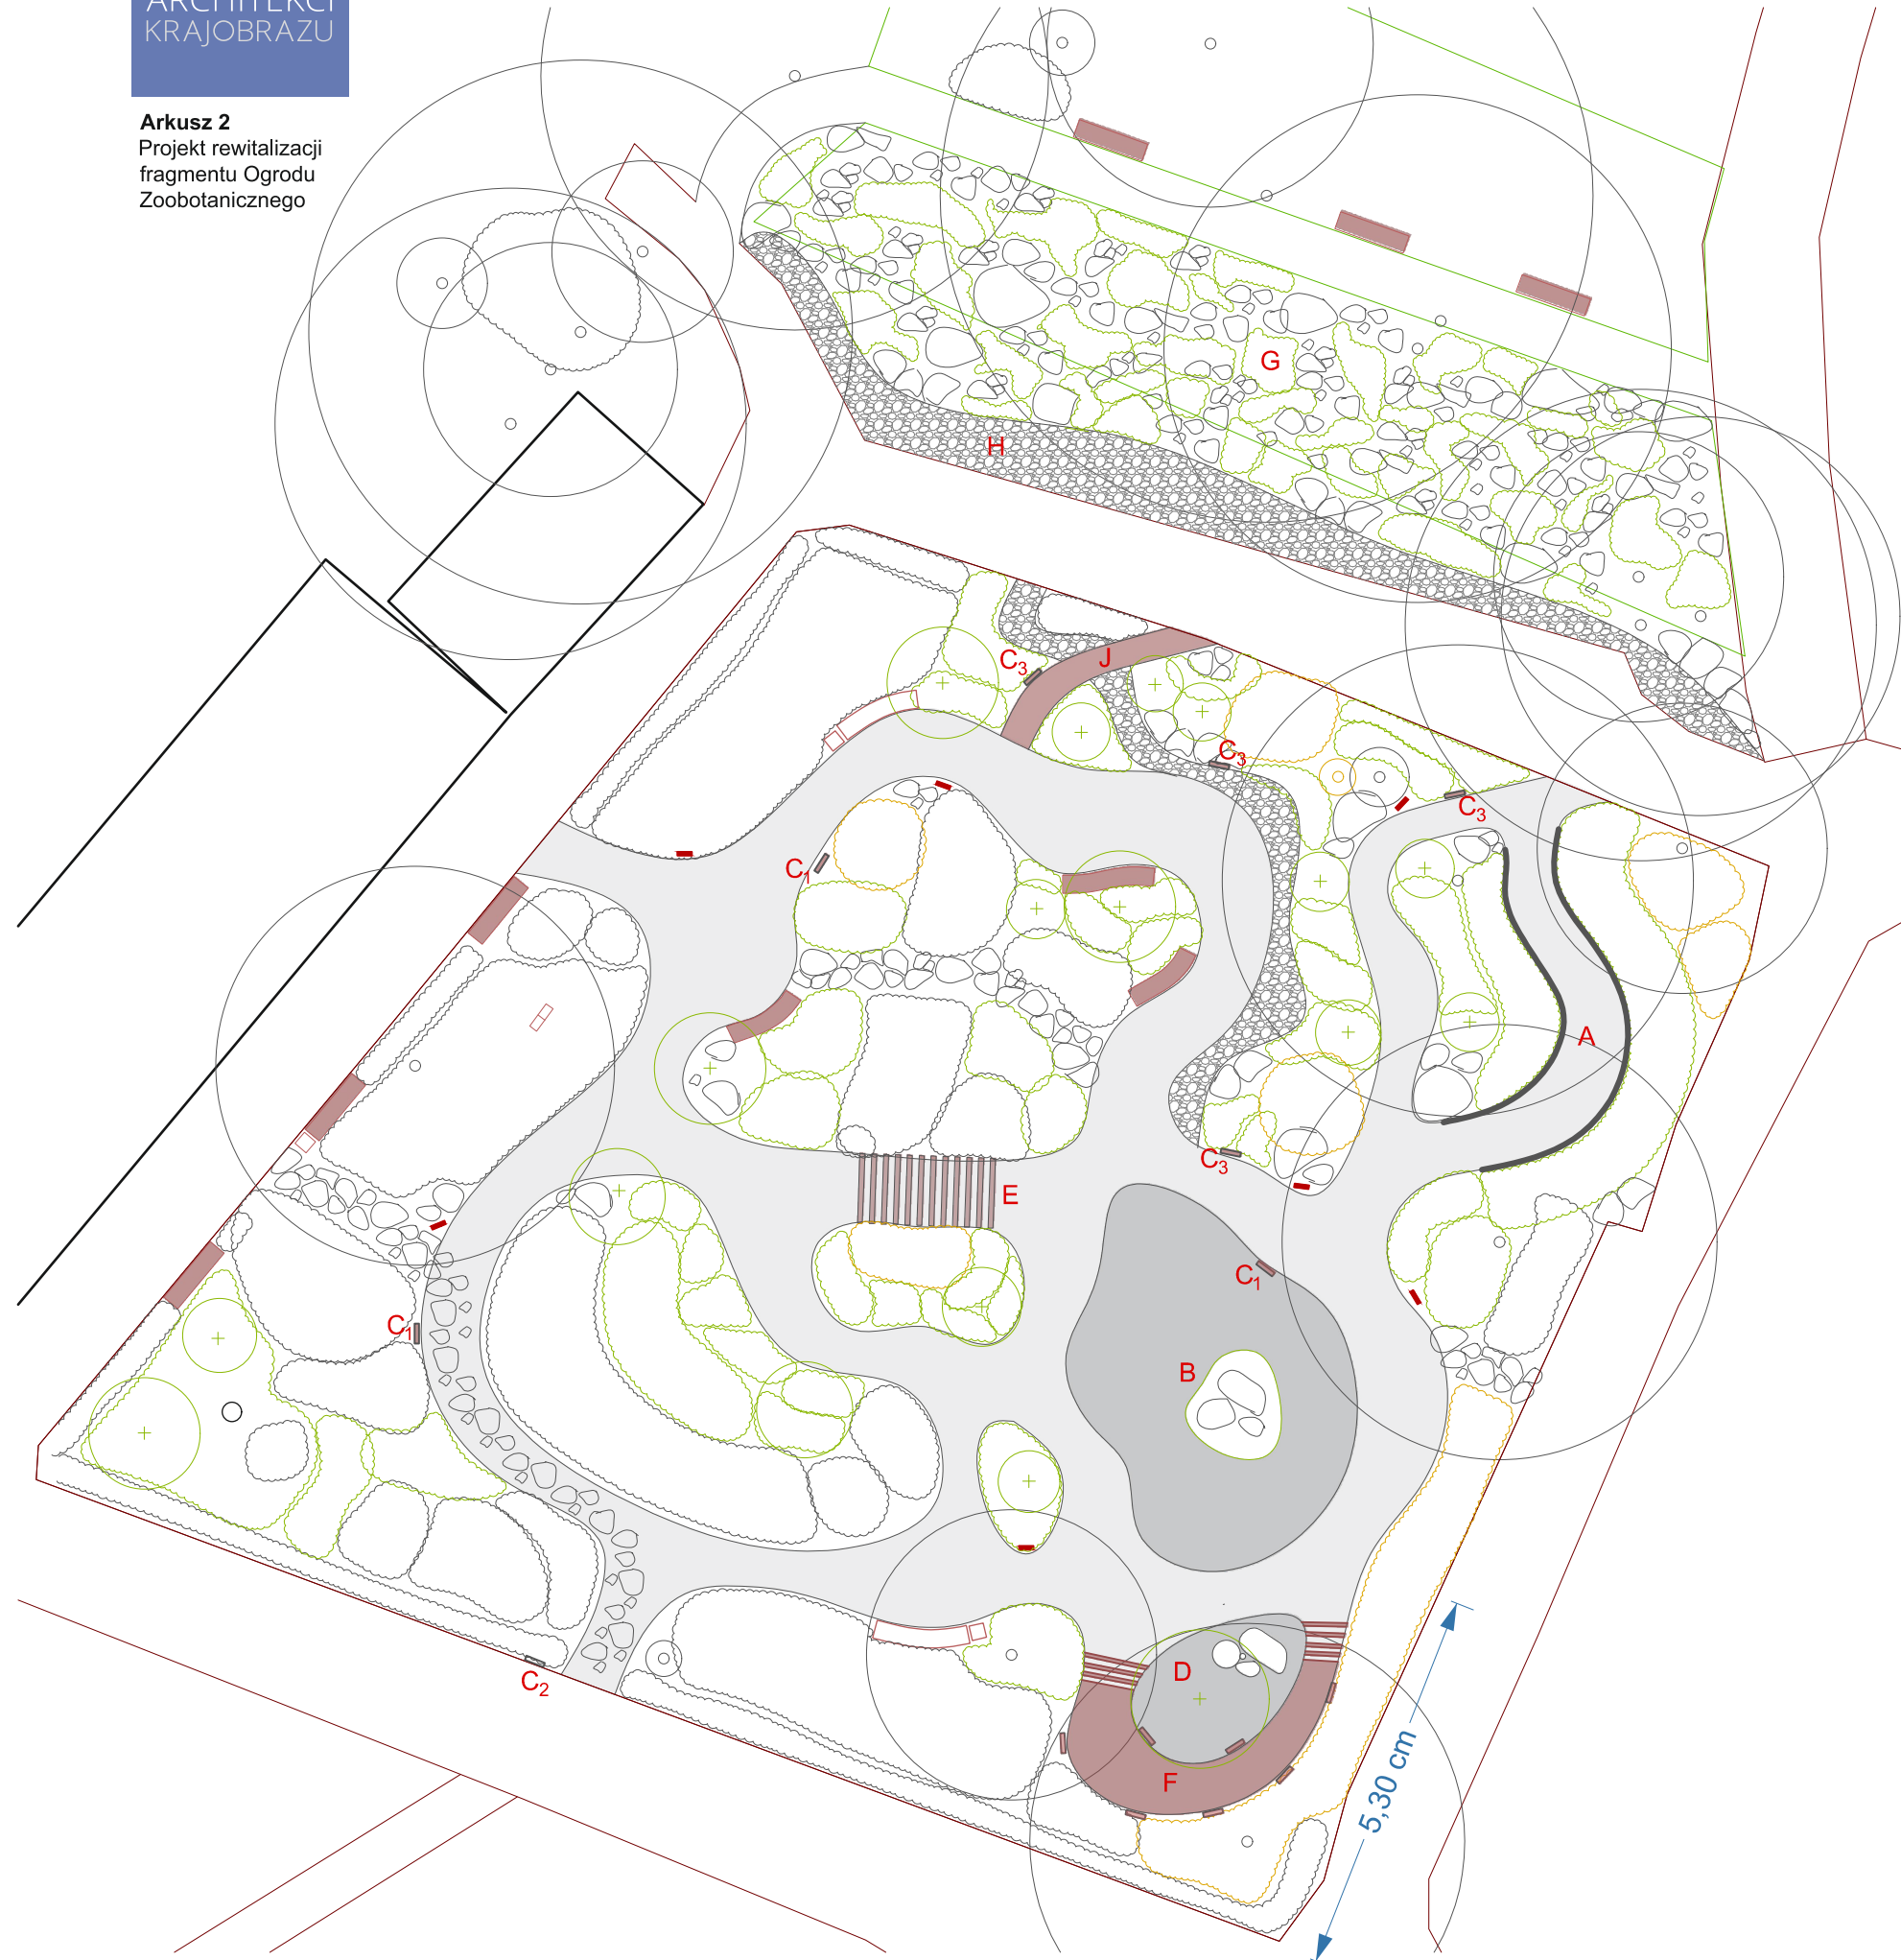 ARCHITEKCI
KRAJOBRAZU
Arkusz 2
Projekt rewitalizacji
fragmentu Ogrodu
Zoobotanicznego
G
H
J
C3
C3
C3
C1
A
C3
E
C1
C1
B
D
C2
F
5,30 cm